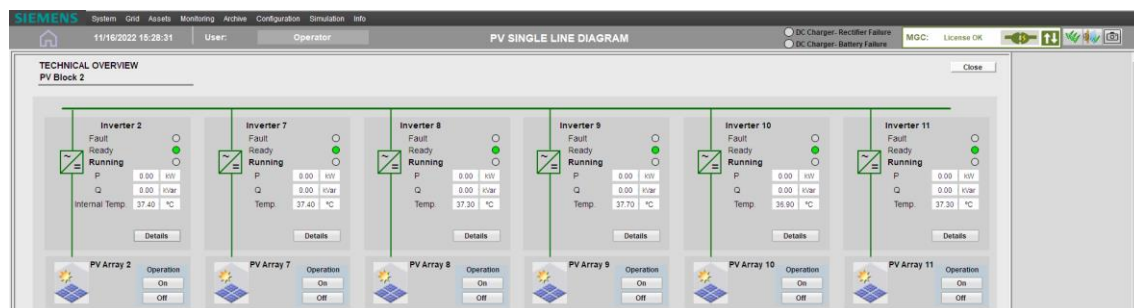 SIEMENS System Grid Assets Monitoring Archive Configuration Simulation Info
11/16/2022 15:28:31 User: Operator PV SINGLE LINE DIAGRAM DC Charger- Rectifier Failure MGC: License OK
DC Charger- Battery Failure
TECHNICAL OVERVIEW Close
PV Block 2
Inverter 2 Inverter 7 Inverter 8 Inverter 9 Inverter 10 Inverter 11
Fault Fault Fault Fault Fault Fault
Ready Ready Ready Ready Ready Ready
Running Running Running Running Running Running
P 0.00 kW P 0.00 kW P 0.00 kW P 0.00 kW P 0.00 kW P 0.00 kW
Q 0.00 kVar Q 0.00 kVar Q 0.00 kVar Q 0.00 kVar Q 0.00 kVar Q 0.00 kVar
Internal Temp. 37.40 °C Temp. 37.40 °C Temp. 37.30 °C Temp. 37.70 °C Temp. 36.90 °C Temp. 37.30 °C
Details Details Details Details Details Details
PV Array 2 Operation PV Array 7 Operation PV Array 8 Operation PV Array 9 Operation PV Array 10 Operation PV Array 11 Operation
On On On On On On
Off Off Off Off Off Off